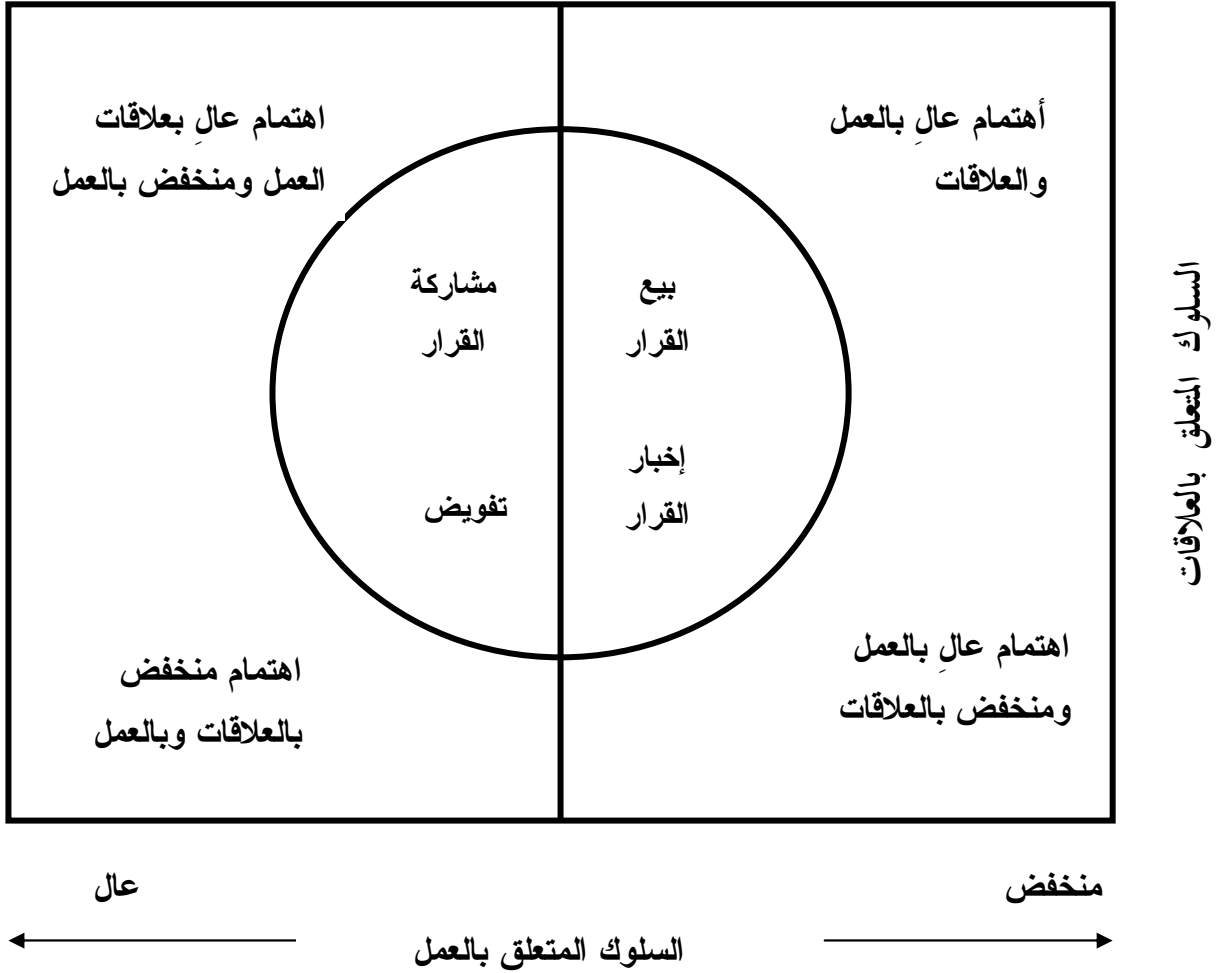 أهتمام عالٍ بالعمل
والعلاقات
اهتمام عالٍ بعلاقات
العمل ومنخفض بالعمل
بيع
القرار
مشاركة
القرار
إخبار
القرار
تفويض
اهتمام عالٍ بالعمل
ومنخفض بالعلاقات
اهتمام منخفض
بالعلاقات وبالعمل
السلوك المتعلق بالعلاقات
منخفض
عال
السلوك المتعلق بالعمل